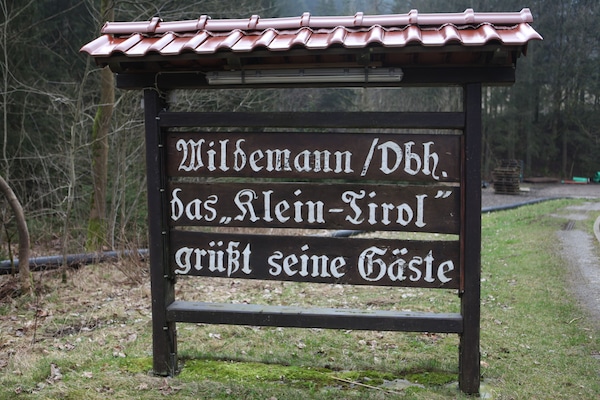 Wildemann/Obh.
das „Klein-Tirol”
grüßt seine Gäste